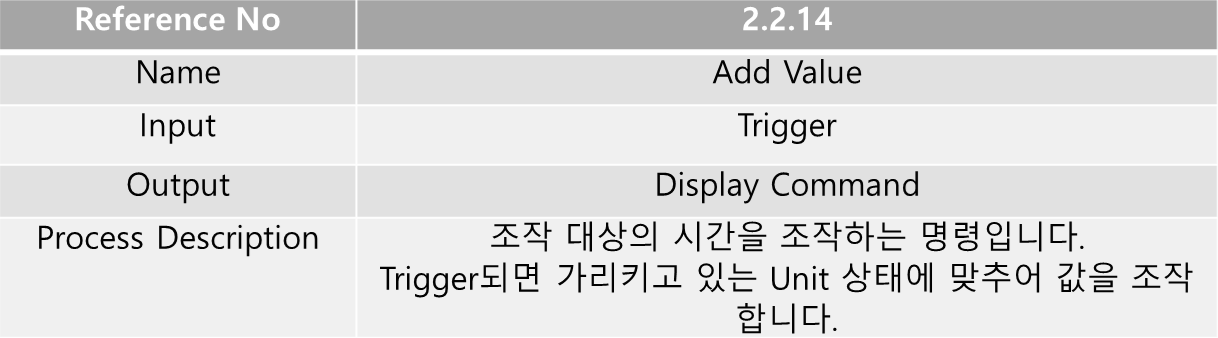 Reference No 2.2.14
Name Add Value
Input Trigger
Output Display Command
Process Description 조작 대상의 시간을 조작하는 명령입니다.
Trigger되면 가리키고 있는 Unit 상태에 맞추어 값을 조작
합니다.